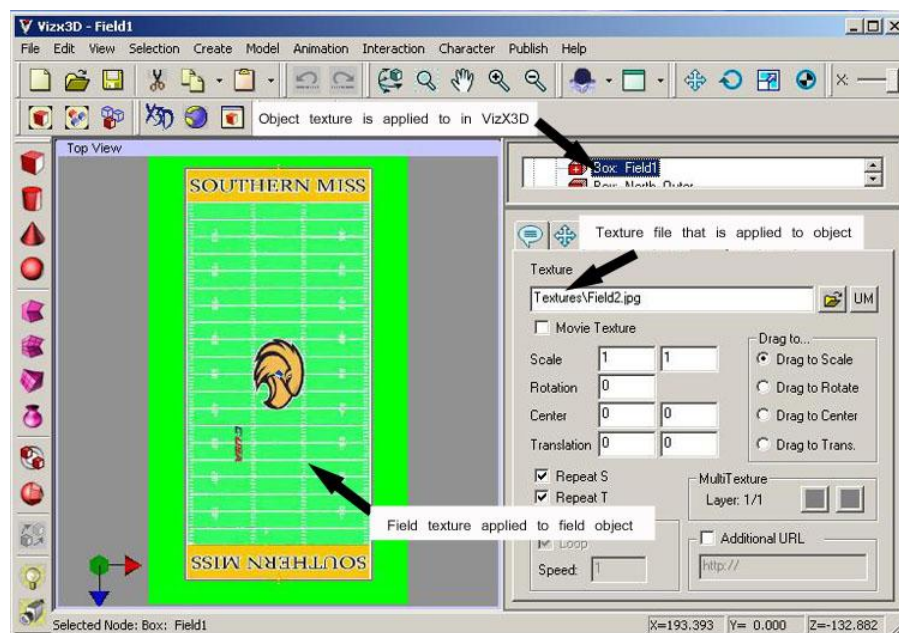 Vizx3D - Field1
File Edit View Selection Create Model Animation Interaction Character Publish Help
X:
X3D
Object texture is applied to in VizX3D
Top View
Box: Field1
Box: North Outer
SOUTHERN MISS
Texture file that is applied to object
Texture
Textures\Field2.jpg
UM
Movie Texture
Drag to...
Scale 1 1
Drag to Scale
Rotation 0
Drag to Rotate
Center 0 0
Drag to Center
Translation 0 0
Drag to Trans.
C-USA
Repeat S
MultiTexture
Repeat T
Layer: 1/1
Field texture applied to field object
Loop
Additional URL
Speed: 1
http://
SOUTHERN MISS
Selected Node: Box: Field1
X=193.393 Y= 0.000 Z=-132.882